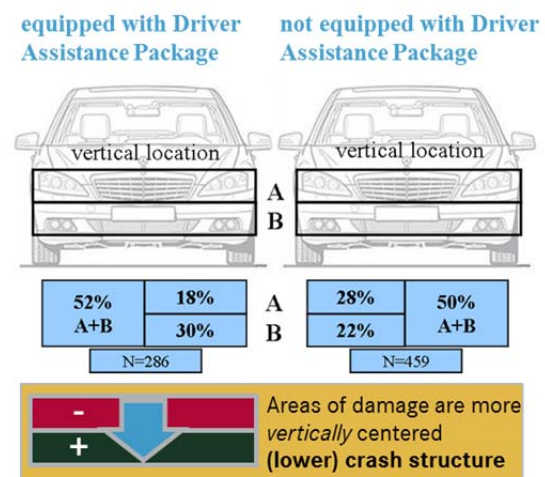 equipped with Driver
Assistance Package
not equipped with Driver
Assistance Package
vertical location
vertical location
A
B
52%
A+B
18%
30%
N=286
A
B
28%
22%
50%
A+B
N=459
-
+
Areas of damage are more
vertically centered
(lower) crash structure